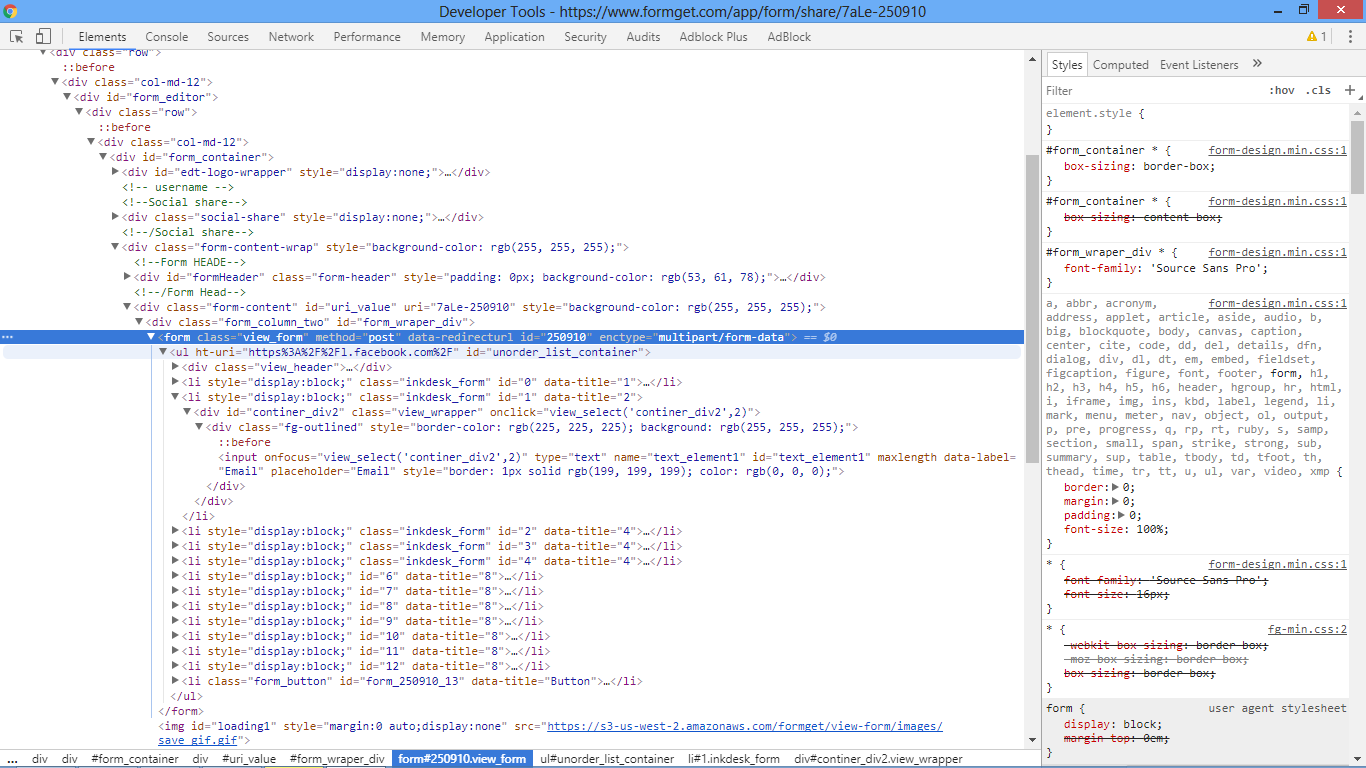 Developer Tools - https://www.formget.com/app/form/share/7aLe-250910
Elements Console Sources Network Performance Memory Application Security Audits Adblock Plus AdBlock 1
<div class="row">
::before
<div class="col-md-12">
<div id="form_editor">
<div class="row">
::before
<div class="col-md-12">
<div id="form_container">
<div id="edt-logo-wrapper" style="display:none;">…</div>
<!-- username -->
<!--Social share-->
<div class="social-share" style="display:none;">…</div>
<!--/Social share-->
<div class="form-content-wrap" style="background-color: rgb(255, 255, 255);">
<!--Form HEADE-->
<div id="formHeader" class="form-header" style="padding: 0px; background-color: rgb(53, 61, 78);">…</div>
<!--/Form Head-->
<div class="form-content" id="uri_value" uri="7aLe-250910" style="background-color: rgb(255, 255, 255);">
<div class="form_column_two" id="form_wraper_div">
… <form class="view_form" method="post" data-redirecturl id="250910" enctype="multipart/form-data"> == $0
<ul ht-uri="https%3A%2F%2Fl.facebook.com%2F" id="unorder_list_container">
<div class="view_header">…</div>
<li style="display:block;" class="inkdesk_form" id="0" data-title="1">…</li>
<li style="display:block;" class="inkdesk_form" id="1" data-title="2">
<div id="continer_div2" class="view_wrapper" onclick="view_select('continer_div2',2)">
<div class="fg-outlined" style="border-color: rgb(225, 225, 225); background: rgb(255, 255, 255);">
::before
<input onfocus="view_select('continer_div2',2)" type="text" name="text_element1" id="text_element1" maxlength data-label=
"Email" placeholder="Email" style="border: 1px solid rgb(199, 199, 199); color: rgb(0, 0, 0);">
</div>
</div>
</li>
<li style="display:block;" class="inkdesk_form" id="2" data-title="4">…</li>
<li style="display:block;" class="inkdesk_form" id="3" data-title="4">…</li>
<li style="display:block;" class="inkdesk_form" id="4" data-title="4">…</li>
<li style="display:block;" id="6" data-title="8">…</li>
<li style="display:block;" id="7" data-title="8">…</li>
<li style="display:block;" id="8" data-title="8">…</li>
<li style="display:block;" id="9" data-title="8">…</li>
<li style="display:block;" id="10" data-title="8">…</li>
<li style="display:block;" id="11" data-title="8">…</li>
<li style="display:block;" id="12" data-title="8">…</li>
<li class="form_button" id="form_250910_13" data-title="Button">…</li>
</ul>
</form>
<img id="loading1" style="margin:0 auto;display:none" src="https://s3-us-west-2.amazonaws.com/formget/view-form/images/
save_gif.gif">
… div div #form_container div #uri_value #form_wraper_div form#250910.view_form ul#unorder_list_container li#1.inkdesk_form div#continer_div2.view_wrapper
Styles Computed Event Listeners »
Filter :hov .cls +
element.style {
}
#form_container * { form-design.min.css:1
box-sizing: border-box;
}
#form_container * { form-design.min.css:1
box-sizing: content-box;
}
#form_wraper_div * { form-design.min.css:1
font-family: 'Source Sans Pro';
}
a, abbr, acronym, form-design.min.css:1
address, applet, article, aside, audio, b,
big, blockquote, body, canvas, caption,
center, cite, code, dd, del, details, dfn,
dialog, div, dl, dt, em, embed, fieldset,
figcaption, figure, font, footer, form, h1,
h2, h3, h4, h5, h6, header, hgroup, hr, html,
i, iframe, img, ins, kbd, label, legend, li,
mark, menu, meter, nav, object, ol, output,
p, pre, progress, q, rp, rt, ruby, s, samp,
section, small, span, strike, strong, sub,
summary, sup, table, tbody, td, tfoot, th,
thead, time, tr, tt, u, ul, var, video, xmp {
border: 0;
margin: 0;
padding: 0;
font-size: 100%;
}
* { form-design.min.css:1
font-family: 'Source Sans Pro';
font-size: 16px;
}
* { fg-min.css:2
-webkit-box-sizing: border-box;
-moz-box-sizing: border-box;
box-sizing: border-box;
}
form { user agent stylesheet
display: block;
margin-top: 0em;
}